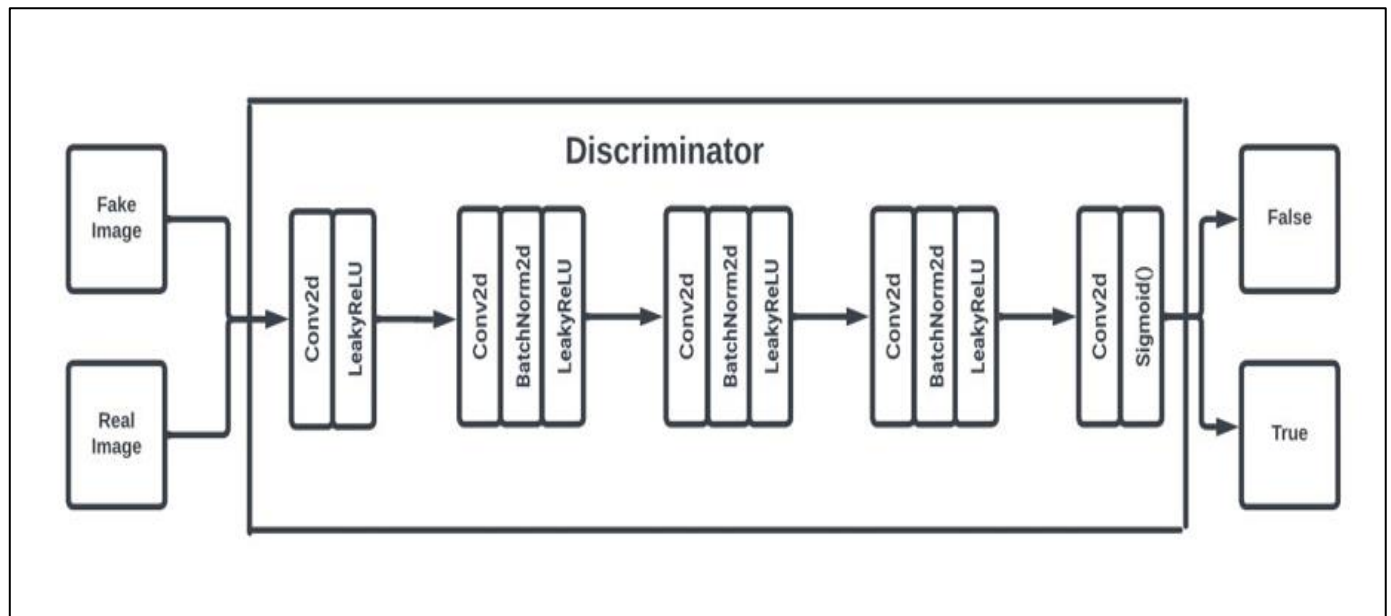 Discriminator
Fake
Image
Real
Image
Conv2d
LeakyReLU
Conv2d
BatchNorm2d
LeakyReLU
Conv2d
BatchNorm2d
LeakyReLU
Conv2d
BatchNorm2d
LeakyReLU
Conv2d
Sigmoid()
False
True